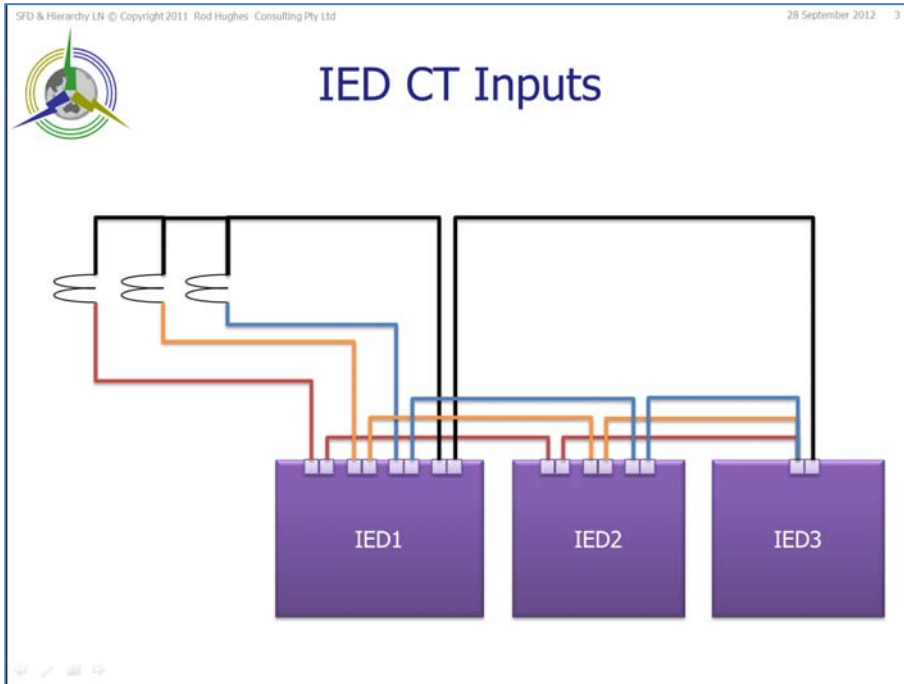 SFD & Hierarchy LN © Copyright 2011 Rod Hughes Consulting Pty Ltd
28 September 2012 3
IED CT Inputs
IED1
IED2
IED3